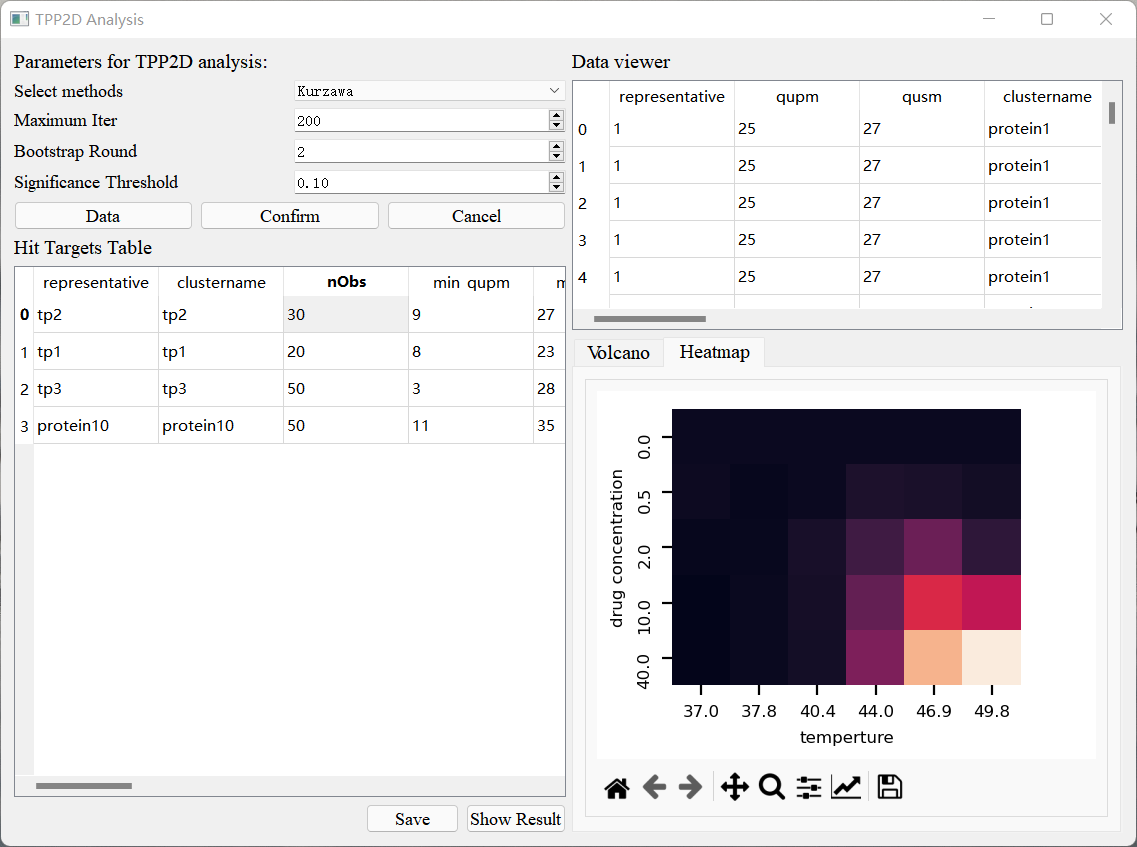 TPP2D Analysis
Parameters for TPP2D analysis:
Select methods Kurzawa
Maximum Iter 200
Bootstrap Round 2
Significance Threshold 0.10
Data Confirm Cancel
Hit Targets Table
representative clustername nObs min qupm
0 tp2 tp2 30 9 27
1 tp1 tp1 20 8 23
2 tp3 tp3 50 3 28
3 protein10 protein10 50 11 35
Save Show Result
Data viewer
representative qupm qusm clustername
0 1 25 27 protein1
1 1 25 27 protein1
2 1 25 27 protein1
3 1 25 27 protein1
4 1 25 27 protein1
Volcano Heatmap
drug concentration
0.0
0.5
2.0
10.0
40.0
37.0 37.8 40.4 44.0 46.9 49.8
temperture